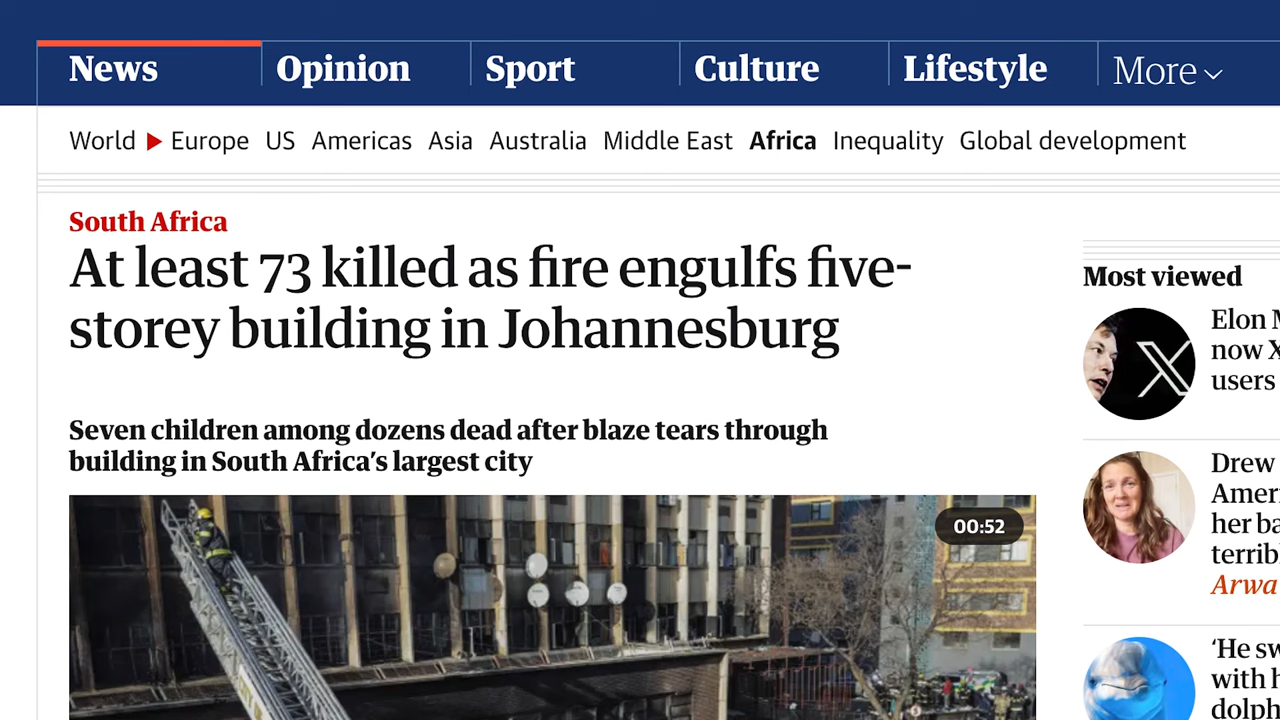 News Opinion Sport Culture Lifestyle More
World Europe US Americas Asia Australia Middle East Africa Inequality Global development
South Africa
At least 73 killed as fire engulfs five-
storey building in Johannesburg
Seven children among dozens dead after blaze tears through
building in South Africa's largest city
00:52
Most viewed
Elon
now X
users
Drew
her
Arwa
'He
with